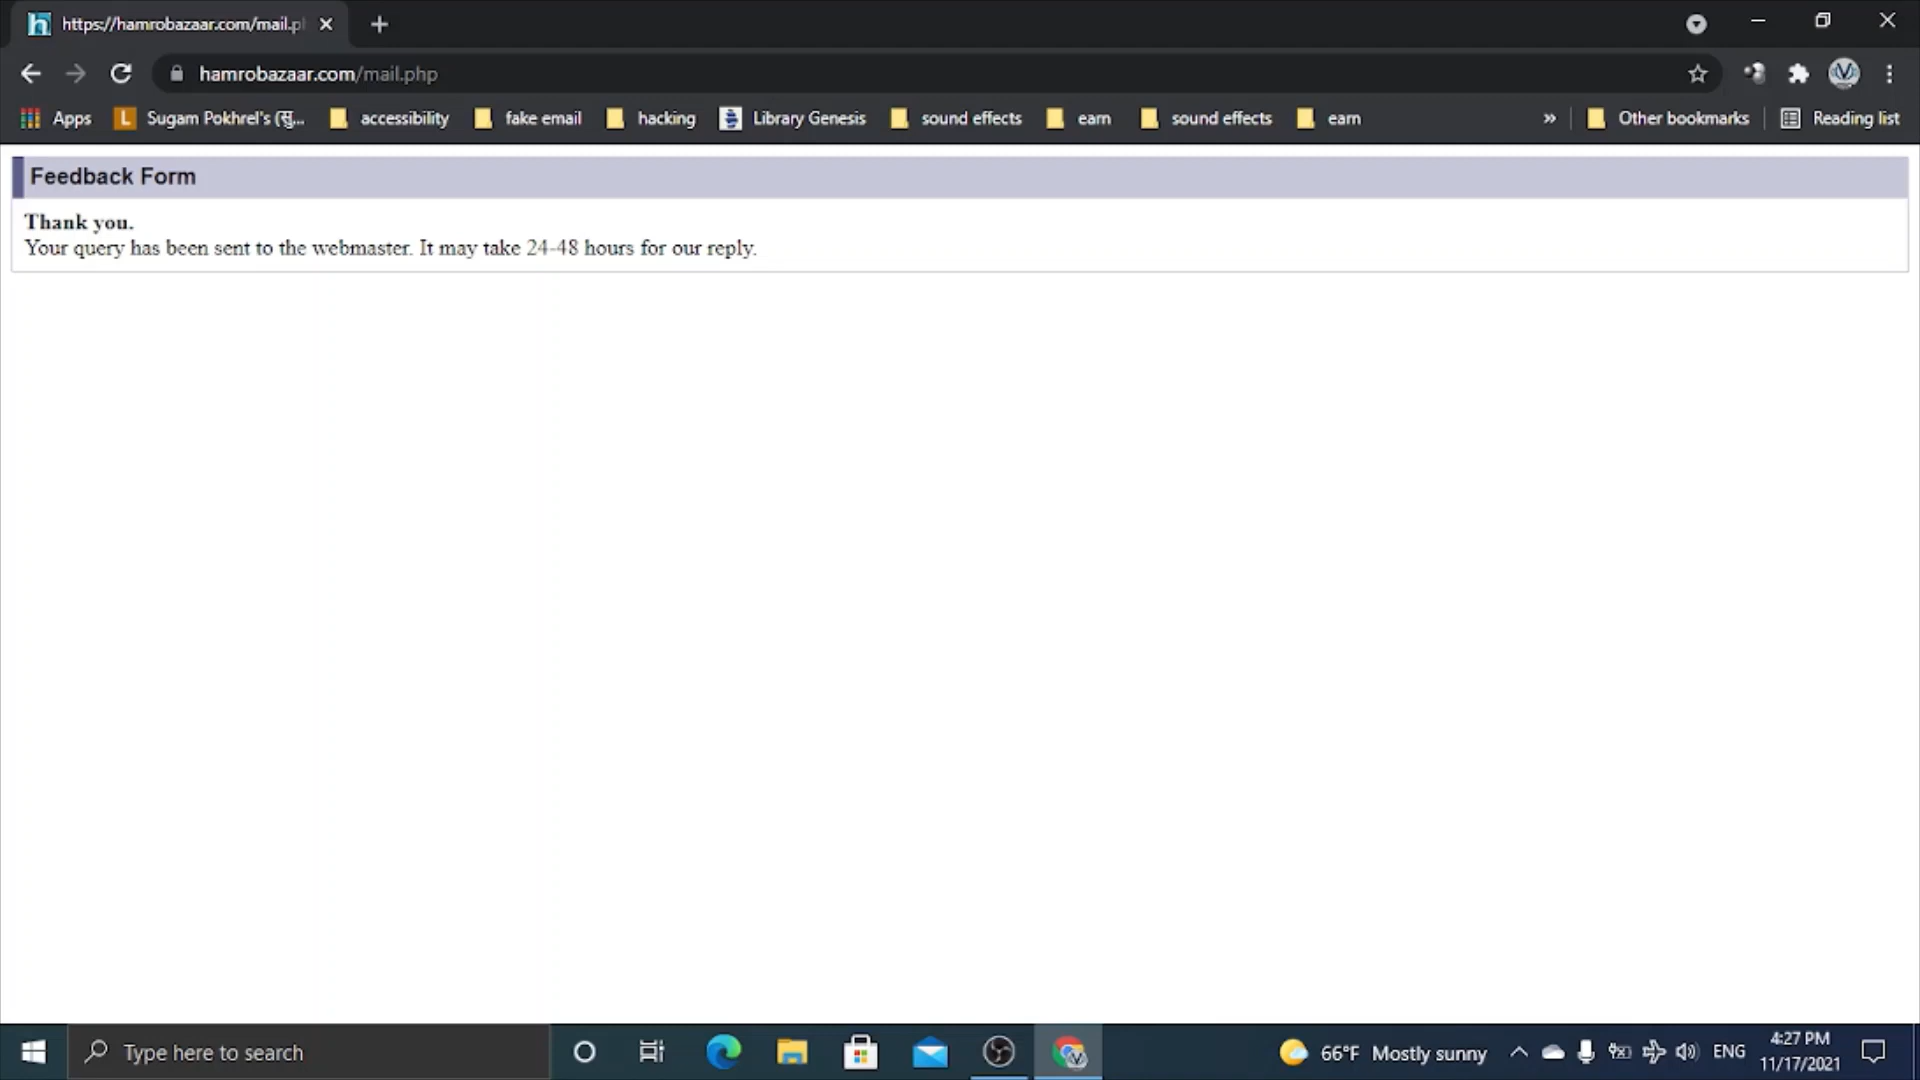 https://hamrobazaar.com/mail.p
hamrobazaar.com/mail.php
Apps
L
Sugam Pokhrel's (सु...
accessibility
fake email
hacking
Library Genesis
sound effects
earn
sound effects
earn
»
Other bookmarks
Reading list
Feedback Form
Thank you.
Your query has been sent to the webmaster. It may take 24-48 hours for our reply.
Type here to search
66°F Mostly sunny
ENG
4:27 PM
11/17/2021